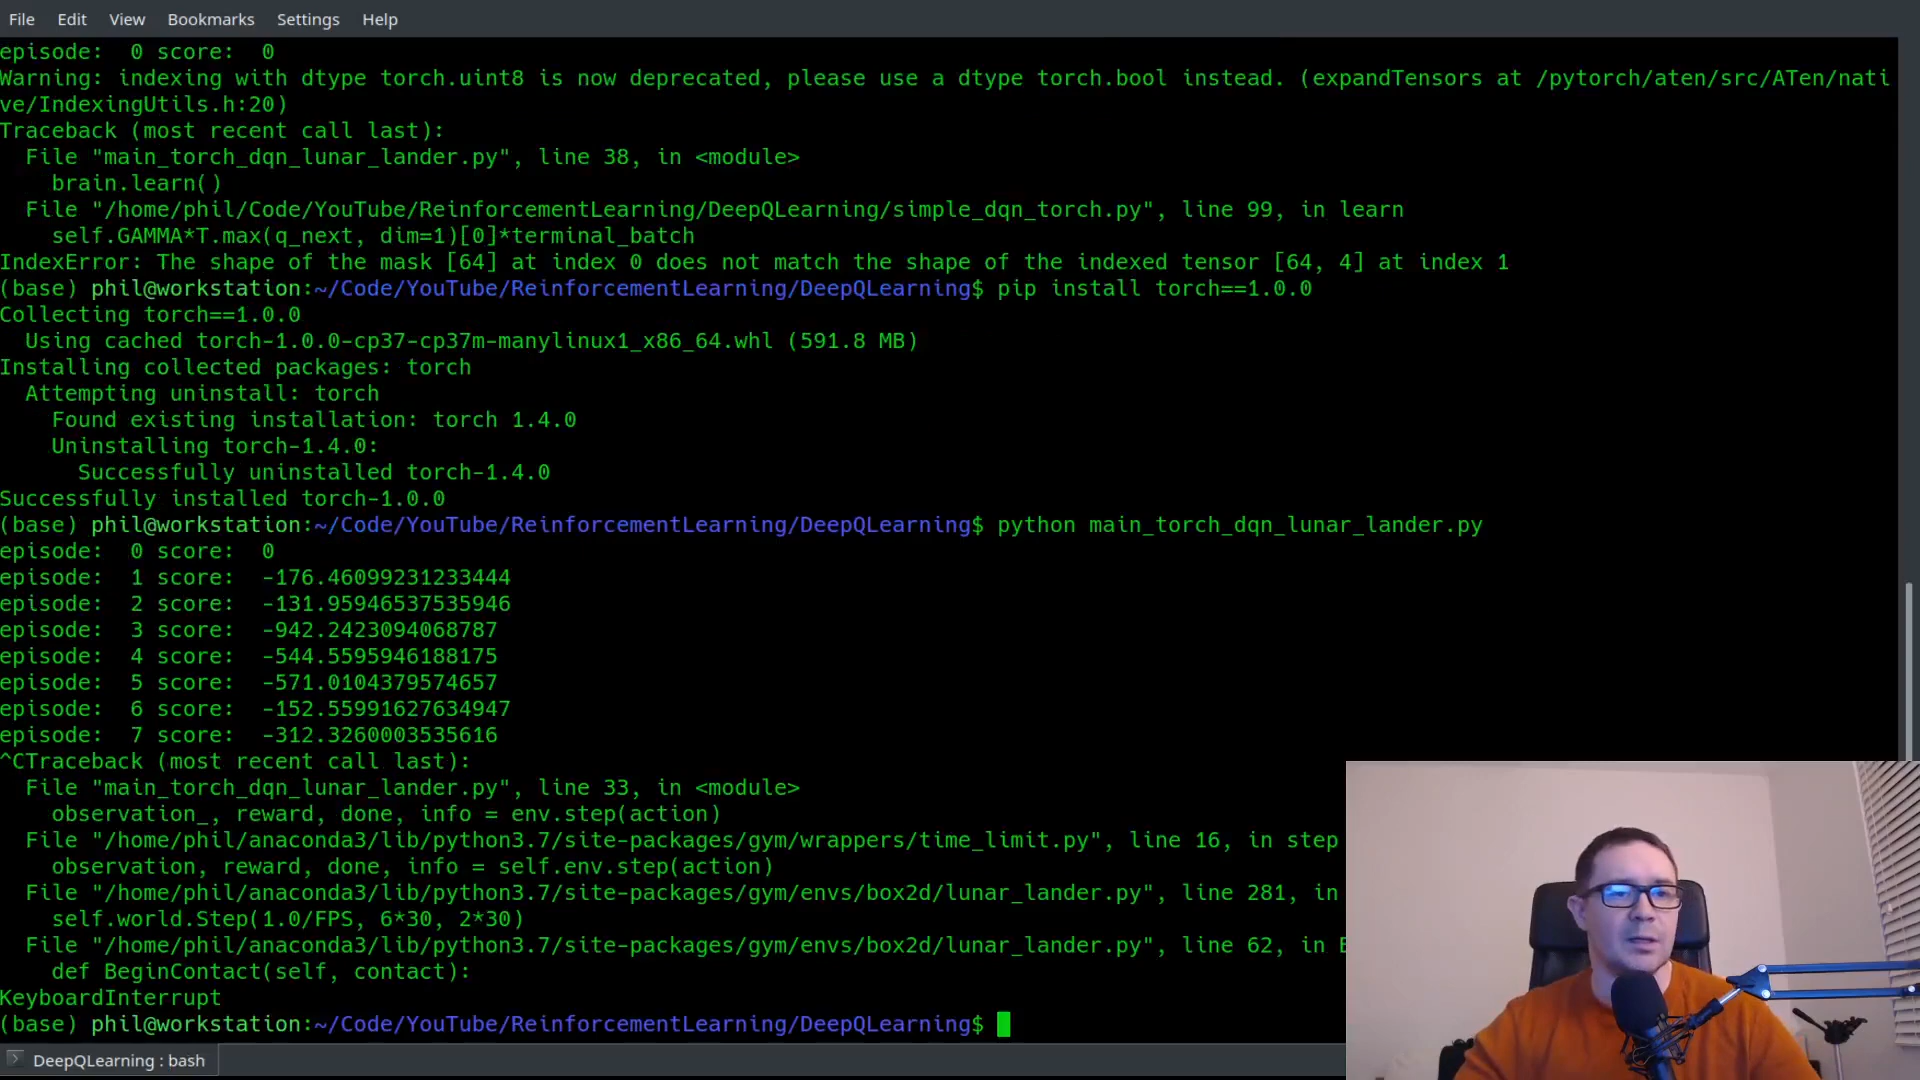 File Edit View Bookmarks Settings Help
episode:  0 score:  0
Warning: indexing with dtype torch.uint8 is now deprecated, please use a dtype torch.bool instead. (expandTensors at /pytorch/aten/src/ATen/nati
ve/IndexingUtils.h:20)
Traceback (most recent call last):
  File "main_torch_dqn_lunar_lander.py", line 38, in <module>
    brain.learn()
  File "/home/phil/Code/YouTube/ReinforcementLearning/DeepQLearning/simple_dqn_torch.py", line 99, in learn
    self.GAMMA*T.max(q_next, dim=1)[0]*terminal_batch
IndexError: The shape of the mask [64] at index 0 does not match the shape of the indexed tensor [64, 4] at index 1
(base) phil@workstation:~/Code/YouTube/ReinforcementLearning/DeepQLearning$ pip install torch==1.0.0
Collecting torch==1.0.0
  Using cached torch-1.0.0-cp37-cp37m-manylinux1_x86_64.whl (591.8 MB)
Installing collected packages: torch
  Attempting uninstall: torch
    Found existing installation: torch 1.4.0
    Uninstalling torch-1.4.0:
      Successfully uninstalled torch-1.4.0
Successfully installed torch-1.0.0
(base) phil@workstation:~/Code/YouTube/ReinforcementLearning/DeepQLearning$ python main_torch_dqn_lunar_lander.py
episode:  0 score:  0
episode:  1 score:  -176.46099231233444
episode:  2 score:  -131.95946537535946
episode:  3 score:  -942.2423094068787
episode:  4 score:  -544.5595946188175
episode:  5 score:  -571.0104379574657
episode:  6 score:  -152.55991627634947
episode:  7 score:  -312.3260003535616
^CTraceback (most recent call last):
  File "main_torch_dqn_lunar_lander.py", line 33, in <module>
    observation_, reward, done, info = env.step(action)
  File "/home/phil/anaconda3/lib/python3.7/site-packages/gym/wrappers/time_limit.py", line 16, in step
    observation, reward, done, info = self.env.step(action)
  File "/home/phil/anaconda3/lib/python3.7/site-packages/gym/envs/box2d/lunar_lander.py", line 281, in
    self.world.Step(1.0/FPS, 6*30, 2*30)
  File "/home/phil/anaconda3/lib/python3.7/site-packages/gym/envs/box2d/lunar_lander.py", line 62, in
    def BeginContact(self, contact):
KeyboardInterrupt
(base) phil@workstation:~/Code/YouTube/ReinforcementLearning/DeepQLearning$
DeepQLearning : bash